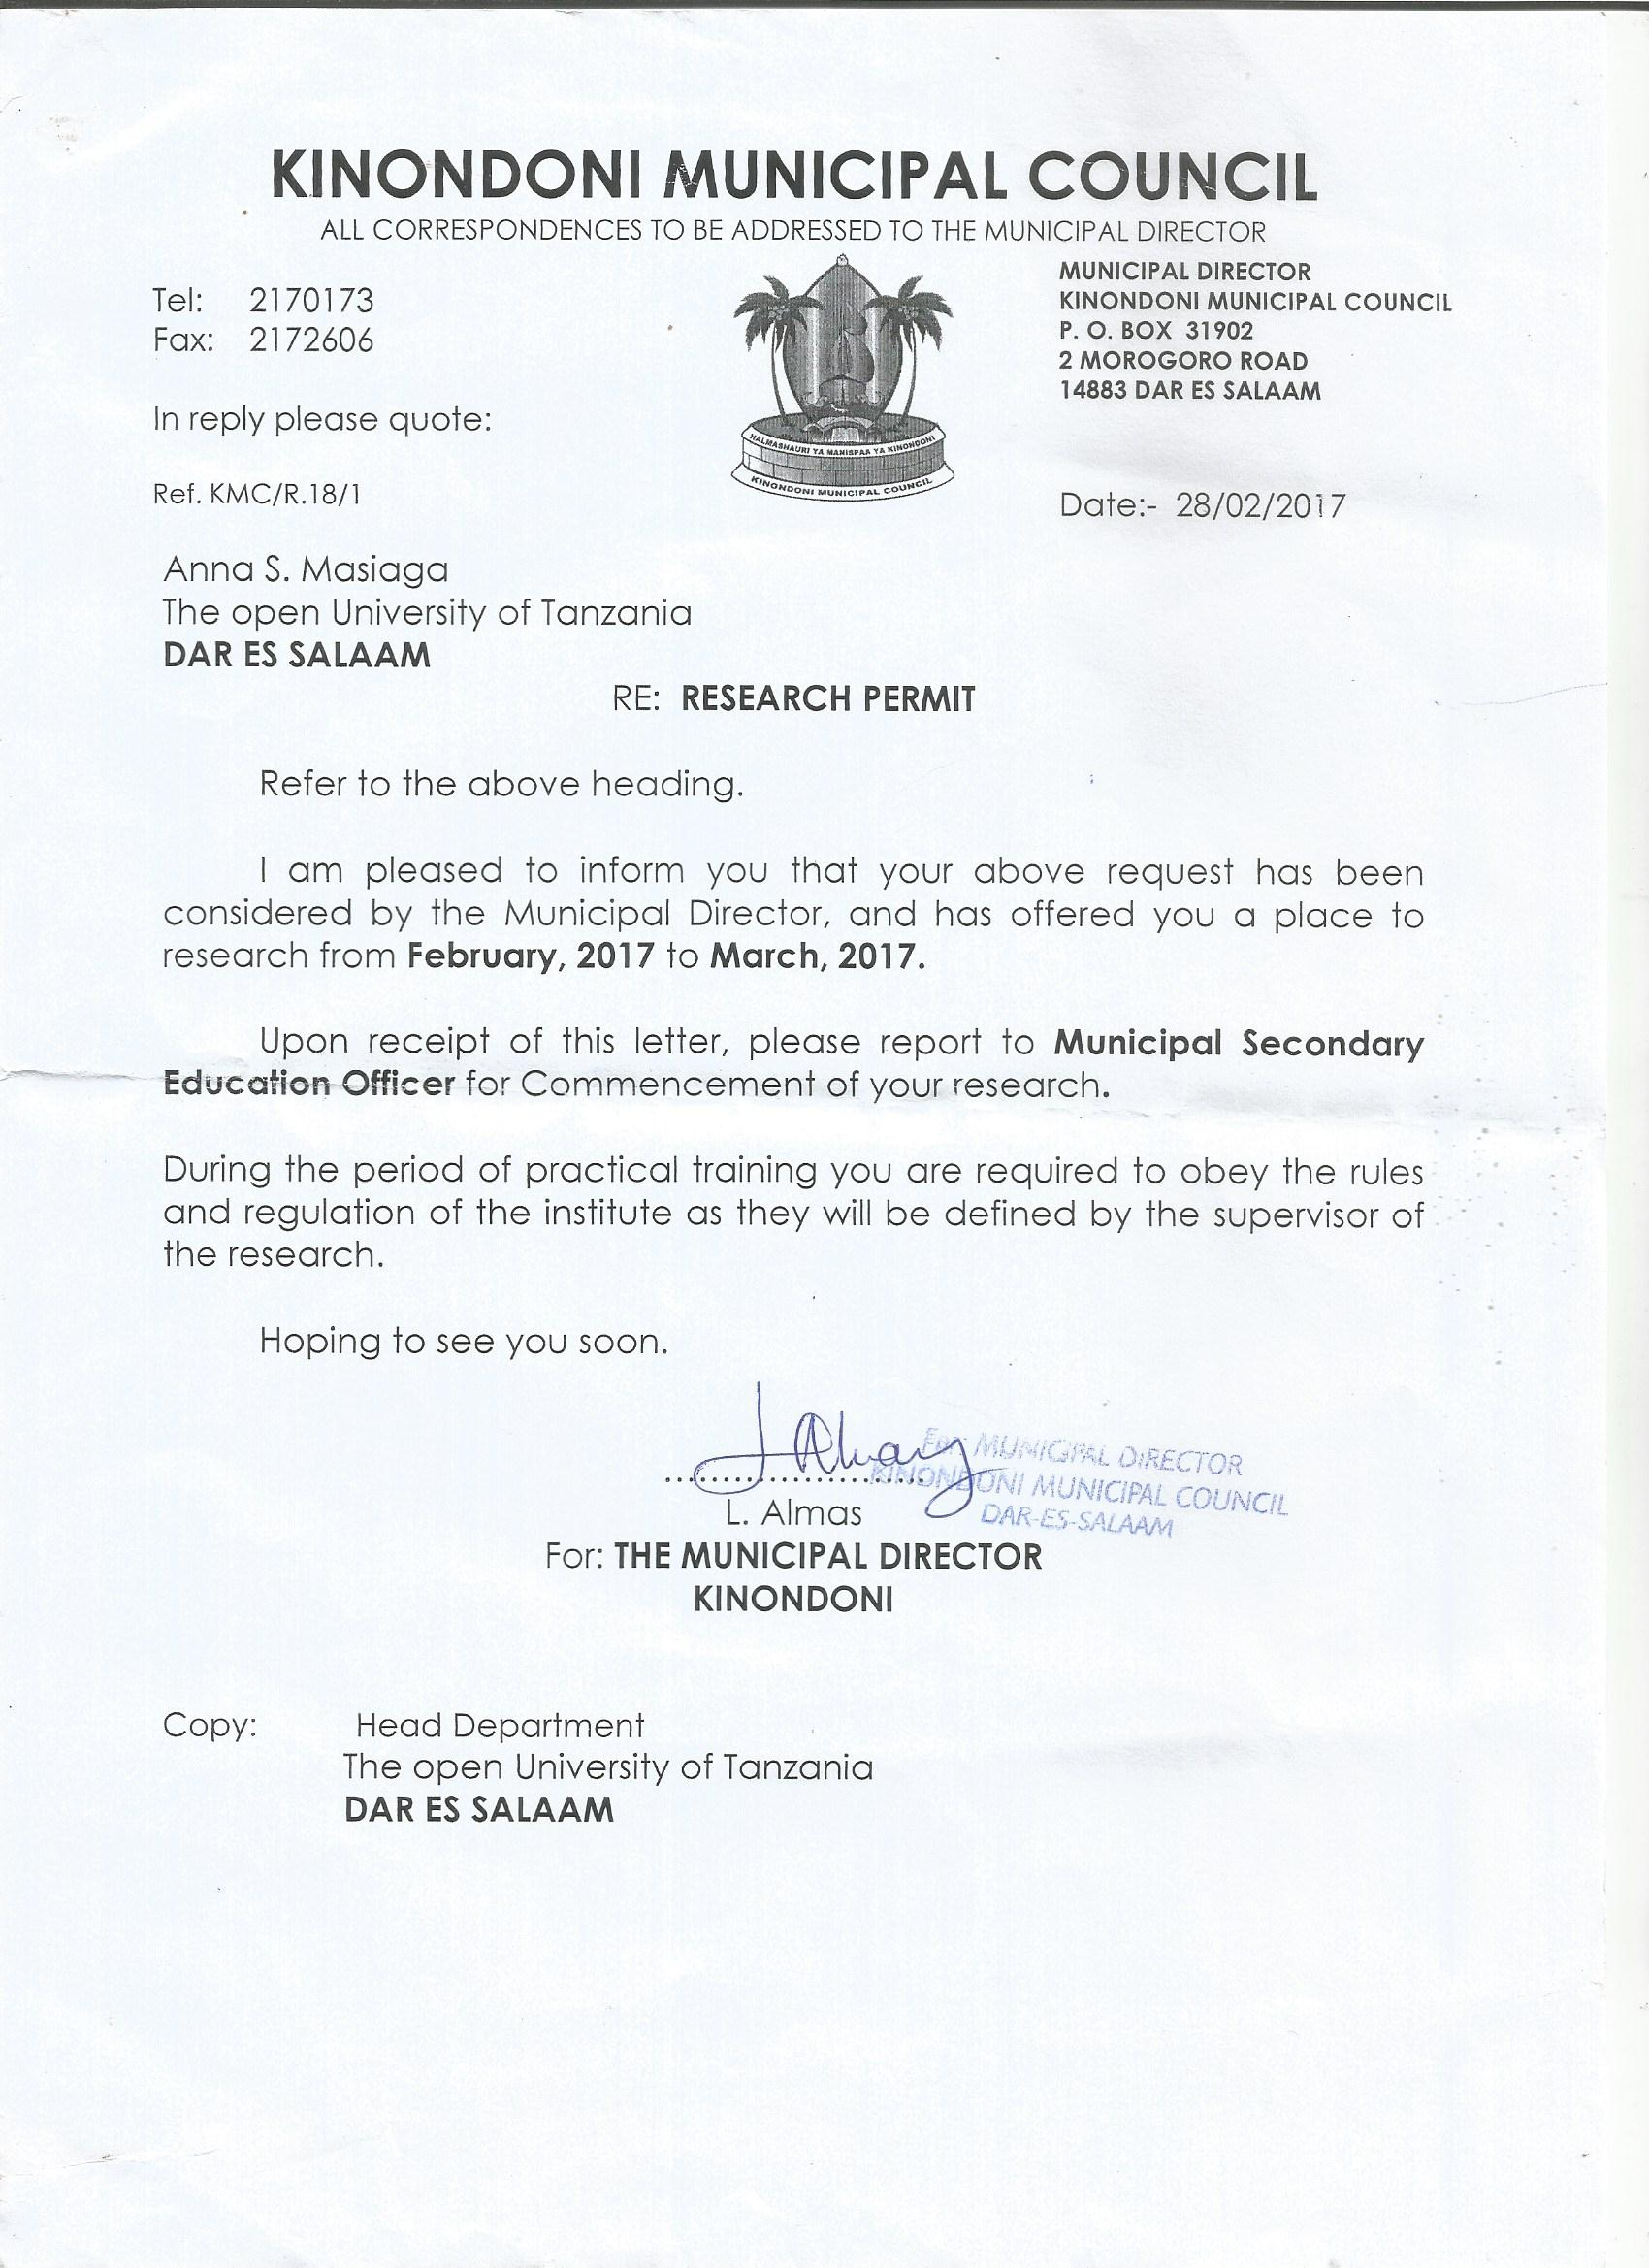 KINONDONI MUNICIPAL COUNCIL
ALL CORRESPONDENCES TO BE ADDRESSED TO THE MUNICIPAL DIRECTOR
Tel: 2170173
Fax: 2172606
In reply please quote:
Ref. KMC/R.18/1
HALMASHAURI YA MANISPAA YA KINONDONI
KINONDONI MUNICIPAL COUNCIL
MUNICIPAL DIRECTOR
KINONDONI MUNICIPAL COUNCIL
P. O. BOX 31902
2 MOROGORO ROAD
14883 DAR ES SALAAM
Date:- 28/02/2017
Anna S. Masiaga
The open University of Tanzania
DAR ES SALAAM
RE: RESEARCH PERMIT
Refer to the above heading.
I am pleased to inform you that your above request has been
considered by the Municipal Director, and has offered you a place to
research from February, 2017 to March, 2017.
Upon receipt of this letter, please report to Municipal Secondary
Education Officer for Commencement of your research.
During the period of practical training you are required to obey the rules
and regulation of the institute as they will be defined by the supervisor of
the research.
Hoping to see you soon.
For: MUNICIPAL DIRECTOR
KINONDONI MUNICIPAL COUNCIL
DAR-ES-SALAAM
L. Almas
For: THE MUNICIPAL DIRECTOR
KINONDONI
Copy: Head Department
The open University of Tanzania
DAR ES SALAAM